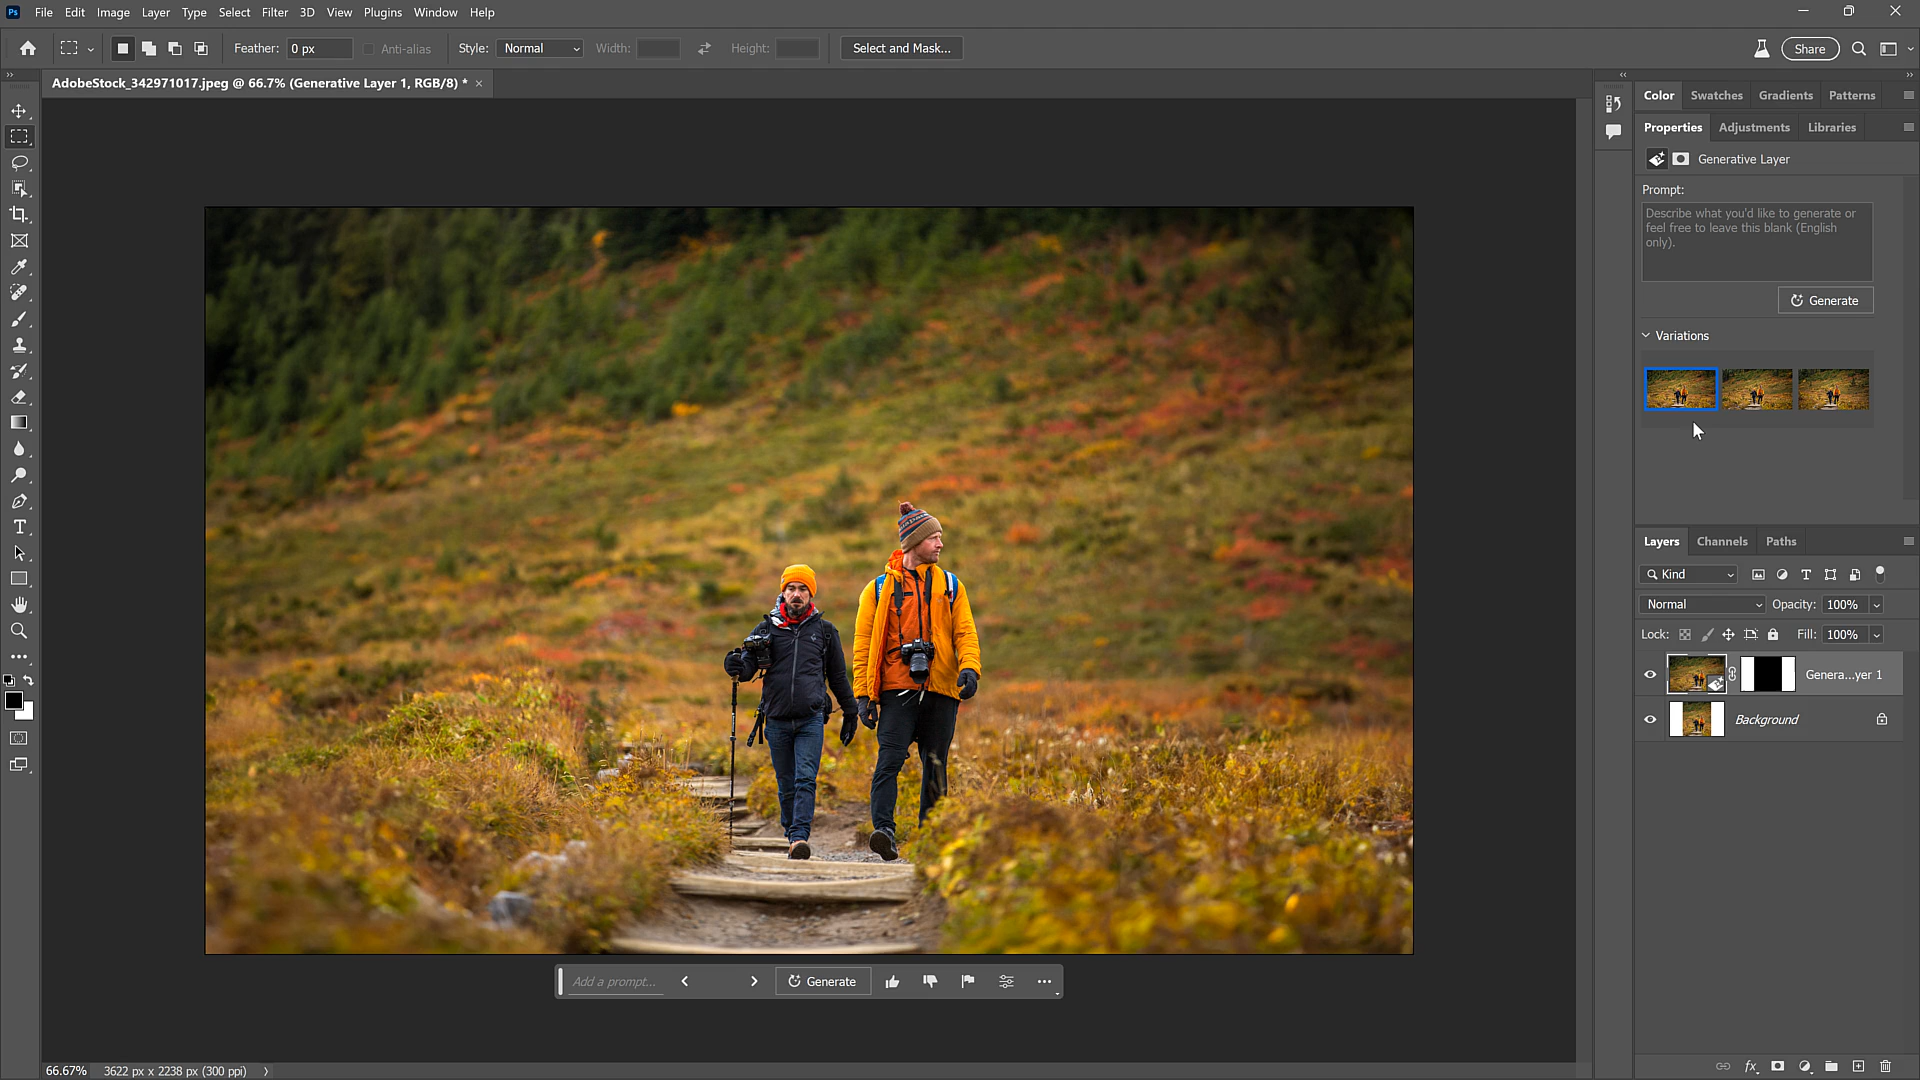 Ps File Edit Image Layer Type Select Filter 3D View Plugins Window Help
Feather: 0 px Anti-alias Style: Normal Width: Height: Select and Mask... Share
AdobeStock_342971017.jpeg @ 66.7% (Generative Layer 1, RGB/8) * ×
Color Swatches Gradients Patterns
Properties Adjustments Libraries
Generative Layer
Prompt:
Describe what you'd like to generate or
feel free to leave this blank (English
only).
Generate
Variations
Layers Channels Paths
Kind
Normal Opacity: 100%
Lock: Fill: 100%
Genera...yer 1
Background
Add a prompt... Generate
fx
66.67% 3622 px x 2238 px (300 ppi)